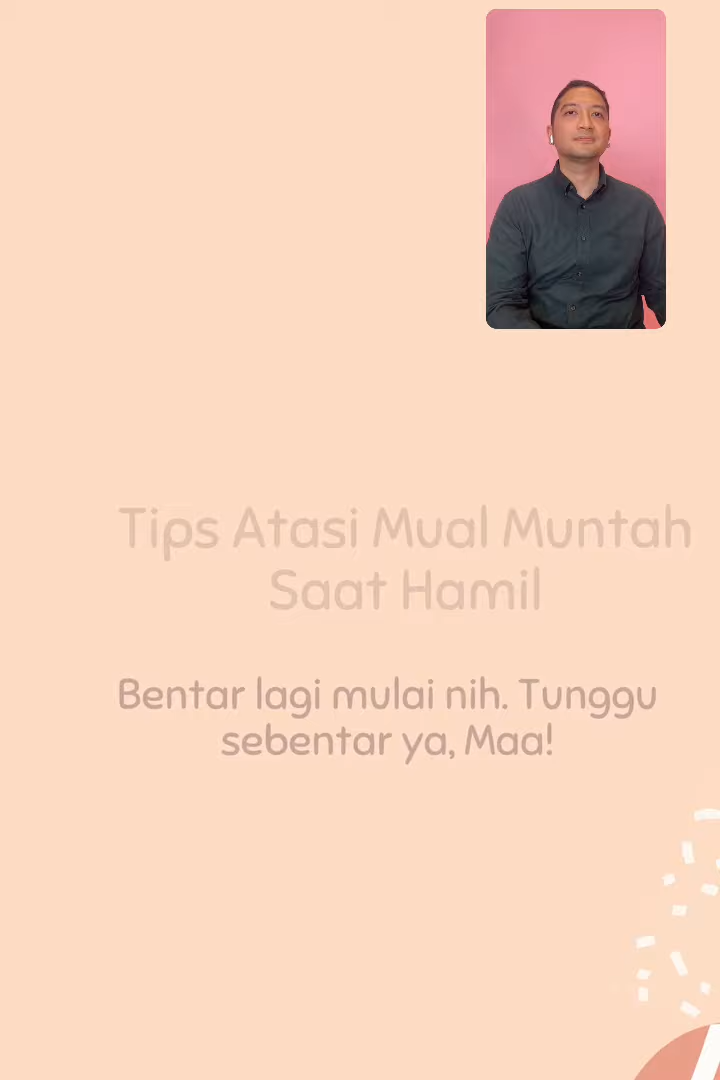 Tips Atasi Mual Muntah
Saat Hamil
Bentar lagi mulai nih. Tunggu
sebentar ya, Maa!